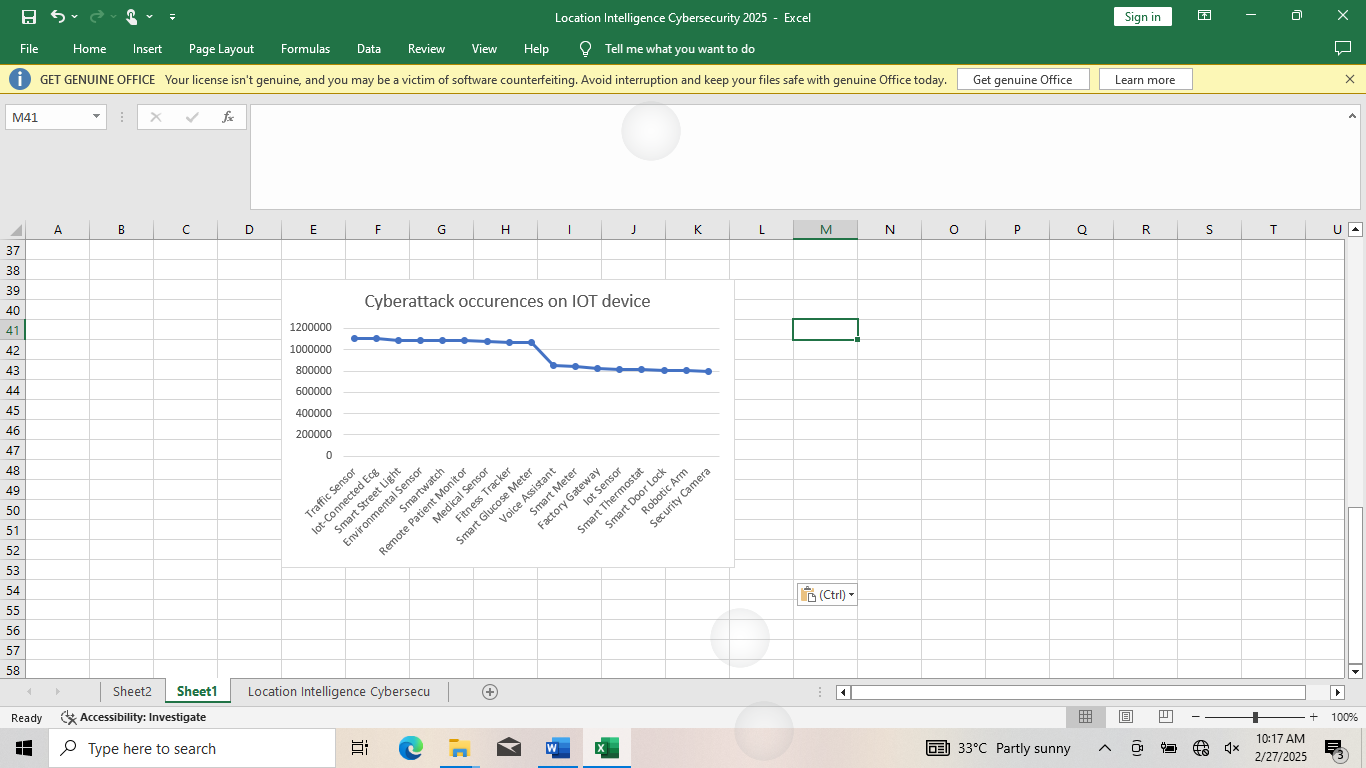 Location Intelligence Cybersecurity 2025 - Excel
Sign in
File Home Insert Page Layout Formulas Data Review View Help Tell me what you want to do
GET GENUINE OFFICE Your license isn't genuine, and you may be a victim of software counterfeiting. Avoid interruption and keep your files safe with genuine Office today. Get genuine Office Learn more
M41
fx
A B C D E F G H I J K L M N O P Q R S T U
37
38
39
40
41
42
43
44
45
46
47
48
49
50
51
52
53
54
55
56
57
58
Cyberattack occurences on IOT device
1200000
1000000
800000
600000
400000
200000
0
Traffic Sensor
Iot-Connected Ecg
Smart Street Light
Environmental Sensor
Smartwatch
Remote Patient Monitor
Medical Sensor
Fitness Tracker
Smart Glucose Meter
Voice Assistant
Smart Meter
Factory Gateway
Iot Sensor
Smart Thermostat
Smart Door Lock
Robotic Arm
Security Camera
(Ctrl)
Sheet2 Sheet1 Location Intelligence Cybersecu
Ready Accessibility: Investigate 100%
Type here to search
33°C Partly sunny
10:17 AM
2/27/2025
3